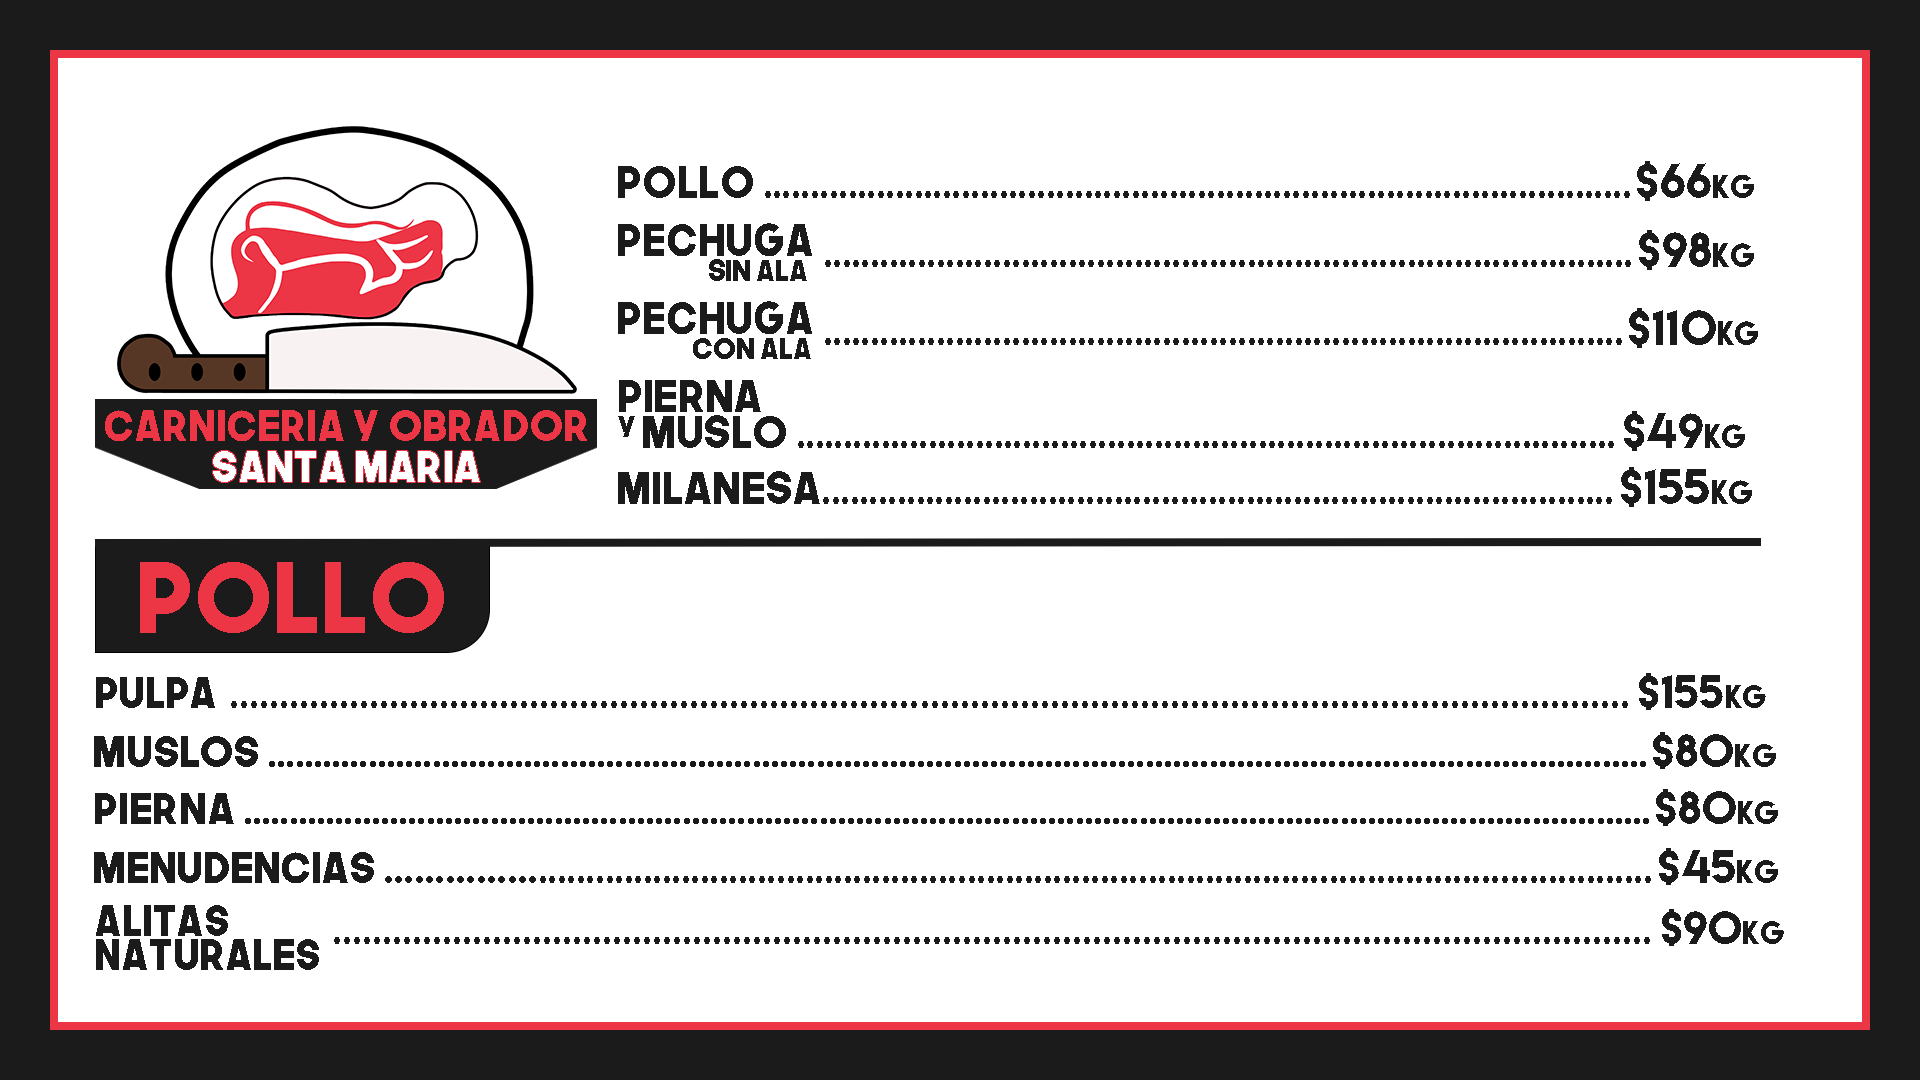 CARNICERIA Y OBRADOR
SANTA MARIA
POLLO ........ $66KG
PECHUGA
SIN ALA ........ $98KG
PECHUGA
CON ALA ........ $110KG
PIERNA
Y MUSLO ........ $49KG
MILANESA ........ $155KG
POLLO
PULPA ........ $155KG
MUSLOS ........ $80KG
PIERNA ........ $80KG
MENUDENCIAS ........ $45KG
ALITAS
NATURALES ........ $90KG